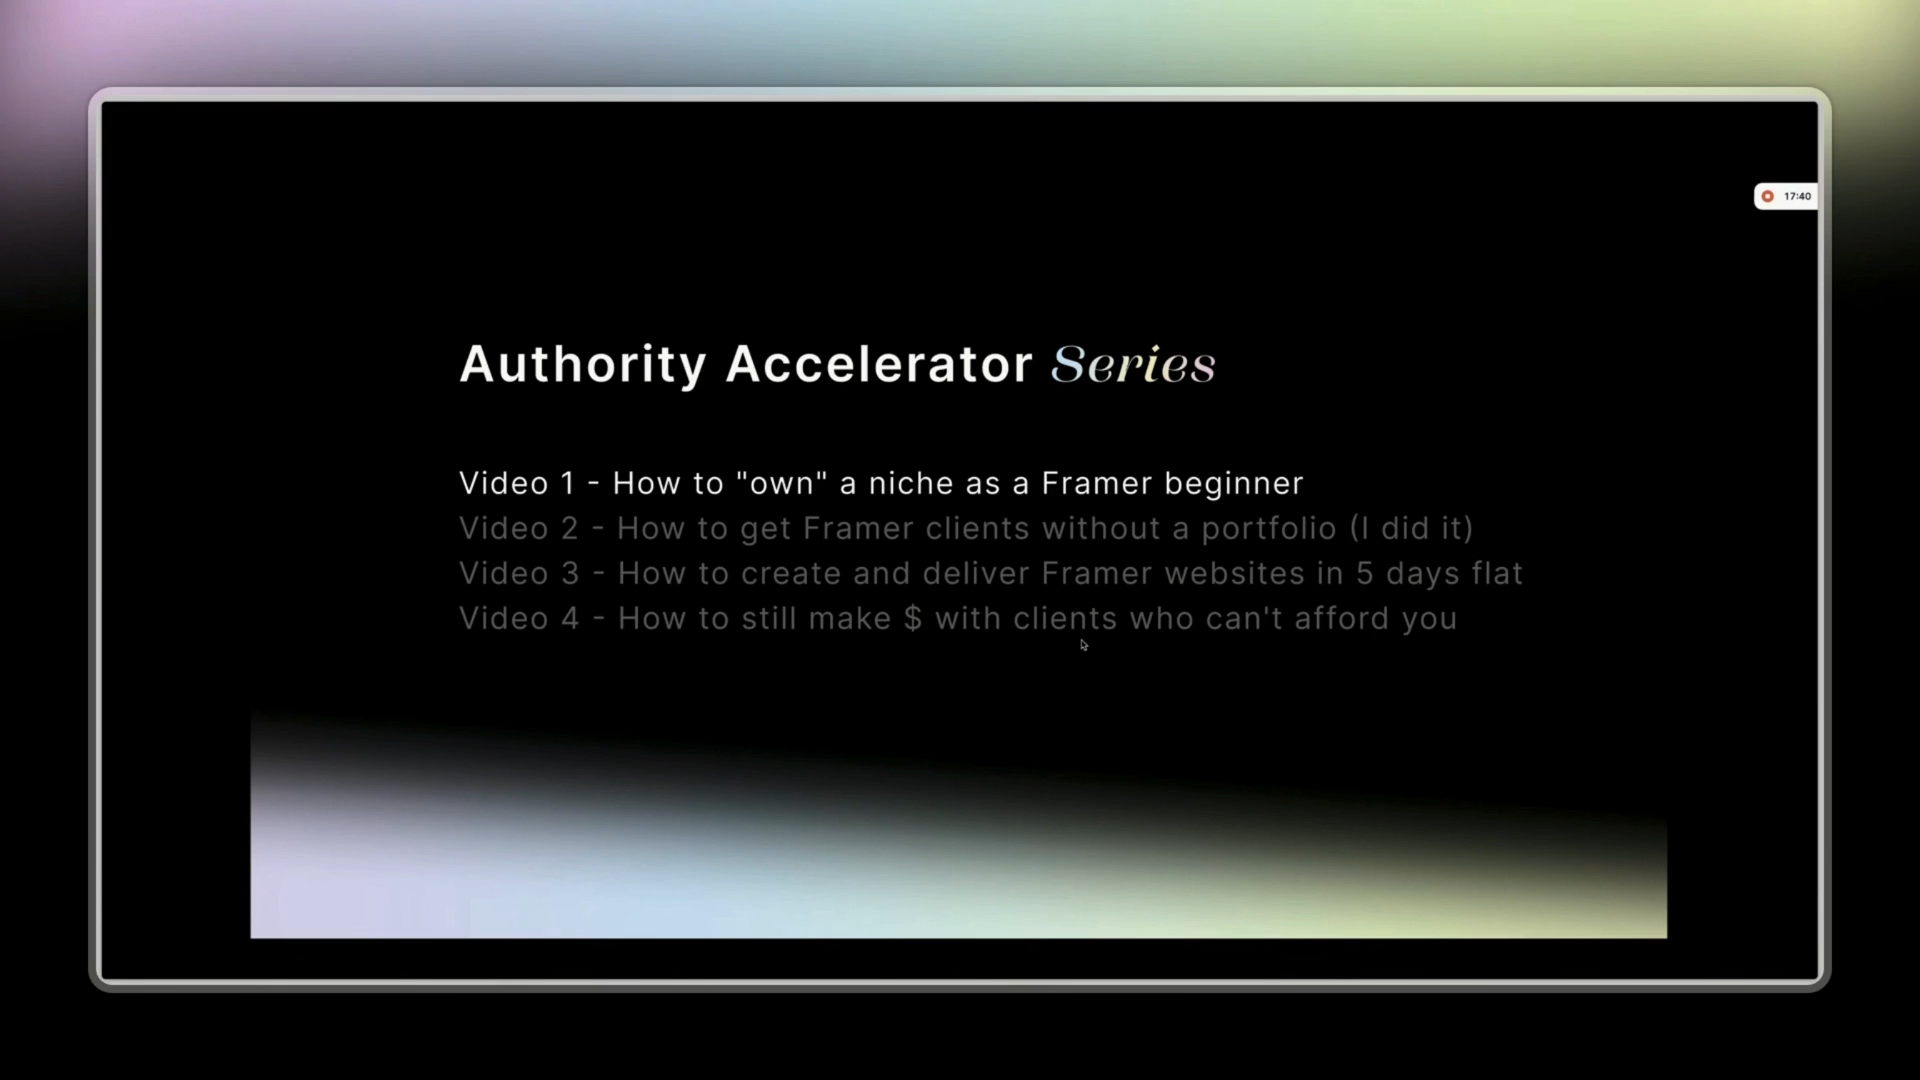 17:40
Authority Accelerator Series
Video 1 - How to "own" a niche as a Framer beginner
Video 2 - How to get Framer clients without a portfolio (I did it)
Video 3 - How to create and deliver Framer websites in 5 days flat
Video 4 - How to still make $ with clients who can't afford you